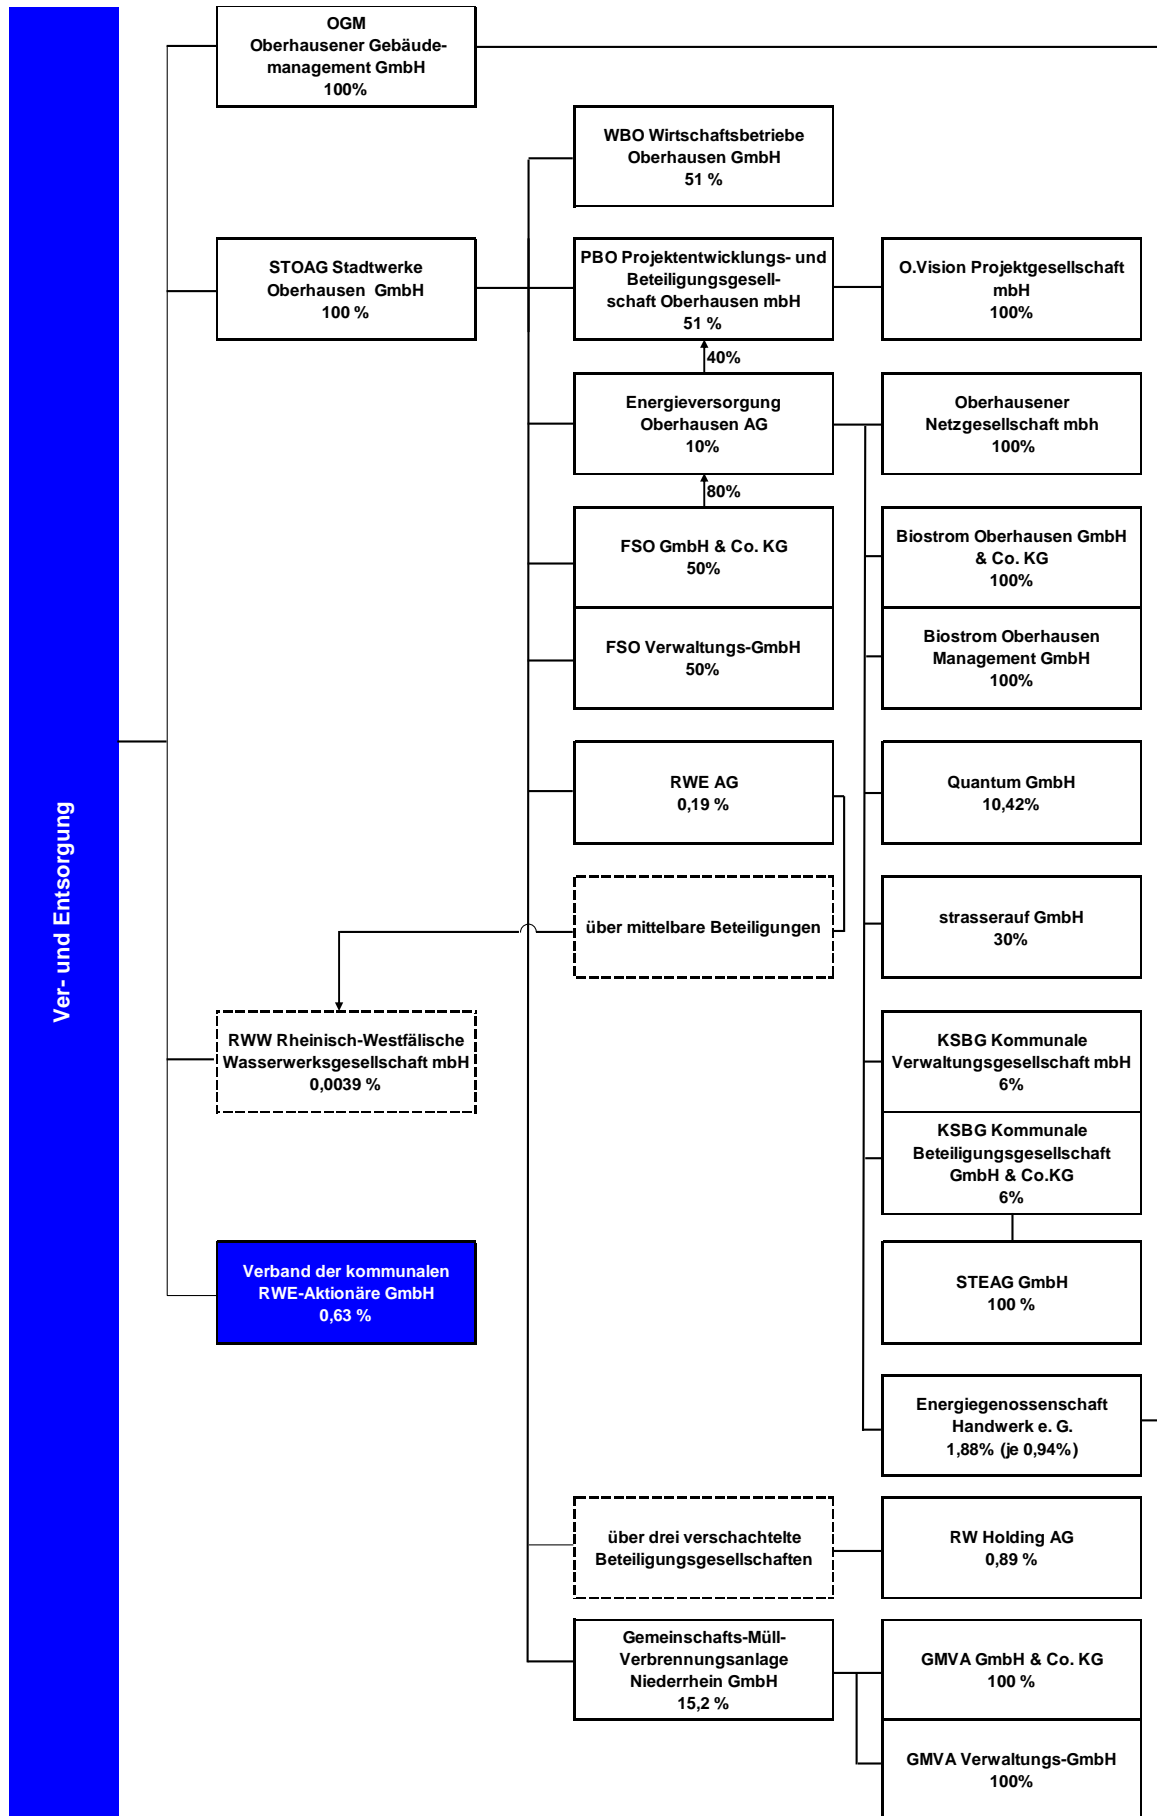 Ver- und Entsorgung
OGM
Oberhausener Gebäude-
management GmbH
100%
WBO Wirtschaftsbetriebe
Oberhausen GmbH
51 %
STOAG Stadtwerke
Oberhausen GmbH
100 %
PBO Projektentwicklungs- und
Beteiligungsgesell-
schaft Oberhausen mbH
51 %
O.Vision Projektgesellschaft
mbH
100%
40%
Energieversorgung
Oberhausen AG
10%
Oberhausener
Netzgesellschaft mbh
100%
80%
FSO GmbH & Co. KG
50%
Biostrom Oberhausen GmbH
& Co. KG
100%
FSO Verwaltungs-GmbH
50%
Biostrom Oberhausen
Management GmbH
100%
RWE AG
0,19 %
Quantum GmbH
10,42%
über mittelbare Beteiligungen
strasserauf GmbH
30%
RWW Rheinisch-Westfälische
Wasserwerksgesellschaft mbH
0,0039 %
KSBG Kommunale
Verwaltungsgesellschaft mbH
6%
KSBG Kommunale
Beteiligungsgesellschaft
GmbH & Co.KG
6%
Verband der kommunalen
RWE-Aktionäre GmbH
0,63 %
STEAG GmbH
100 %
Energiegenossenschaft
Handwerk e. G.
1,88% (je 0,94%)
über drei verschachtelte
Beteiligungsgesellschaften
RW Holding AG
0,89 %
Gemeinschafts-Müll-
Verbrennungsanlage
Niederrhein GmbH
15,2 %
GMVA GmbH & Co. KG
100 %
GMVA Verwaltungs-GmbH
100%